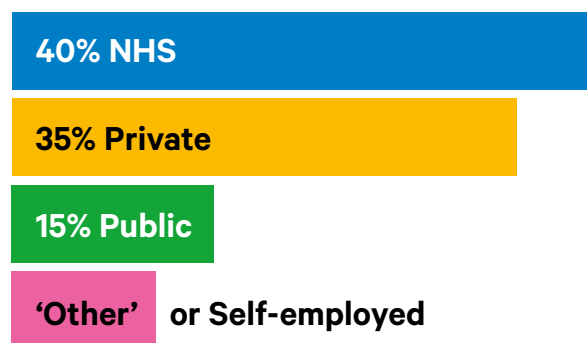 40% NHS
35% Private
15% Public
‘Other’ or Self-employed